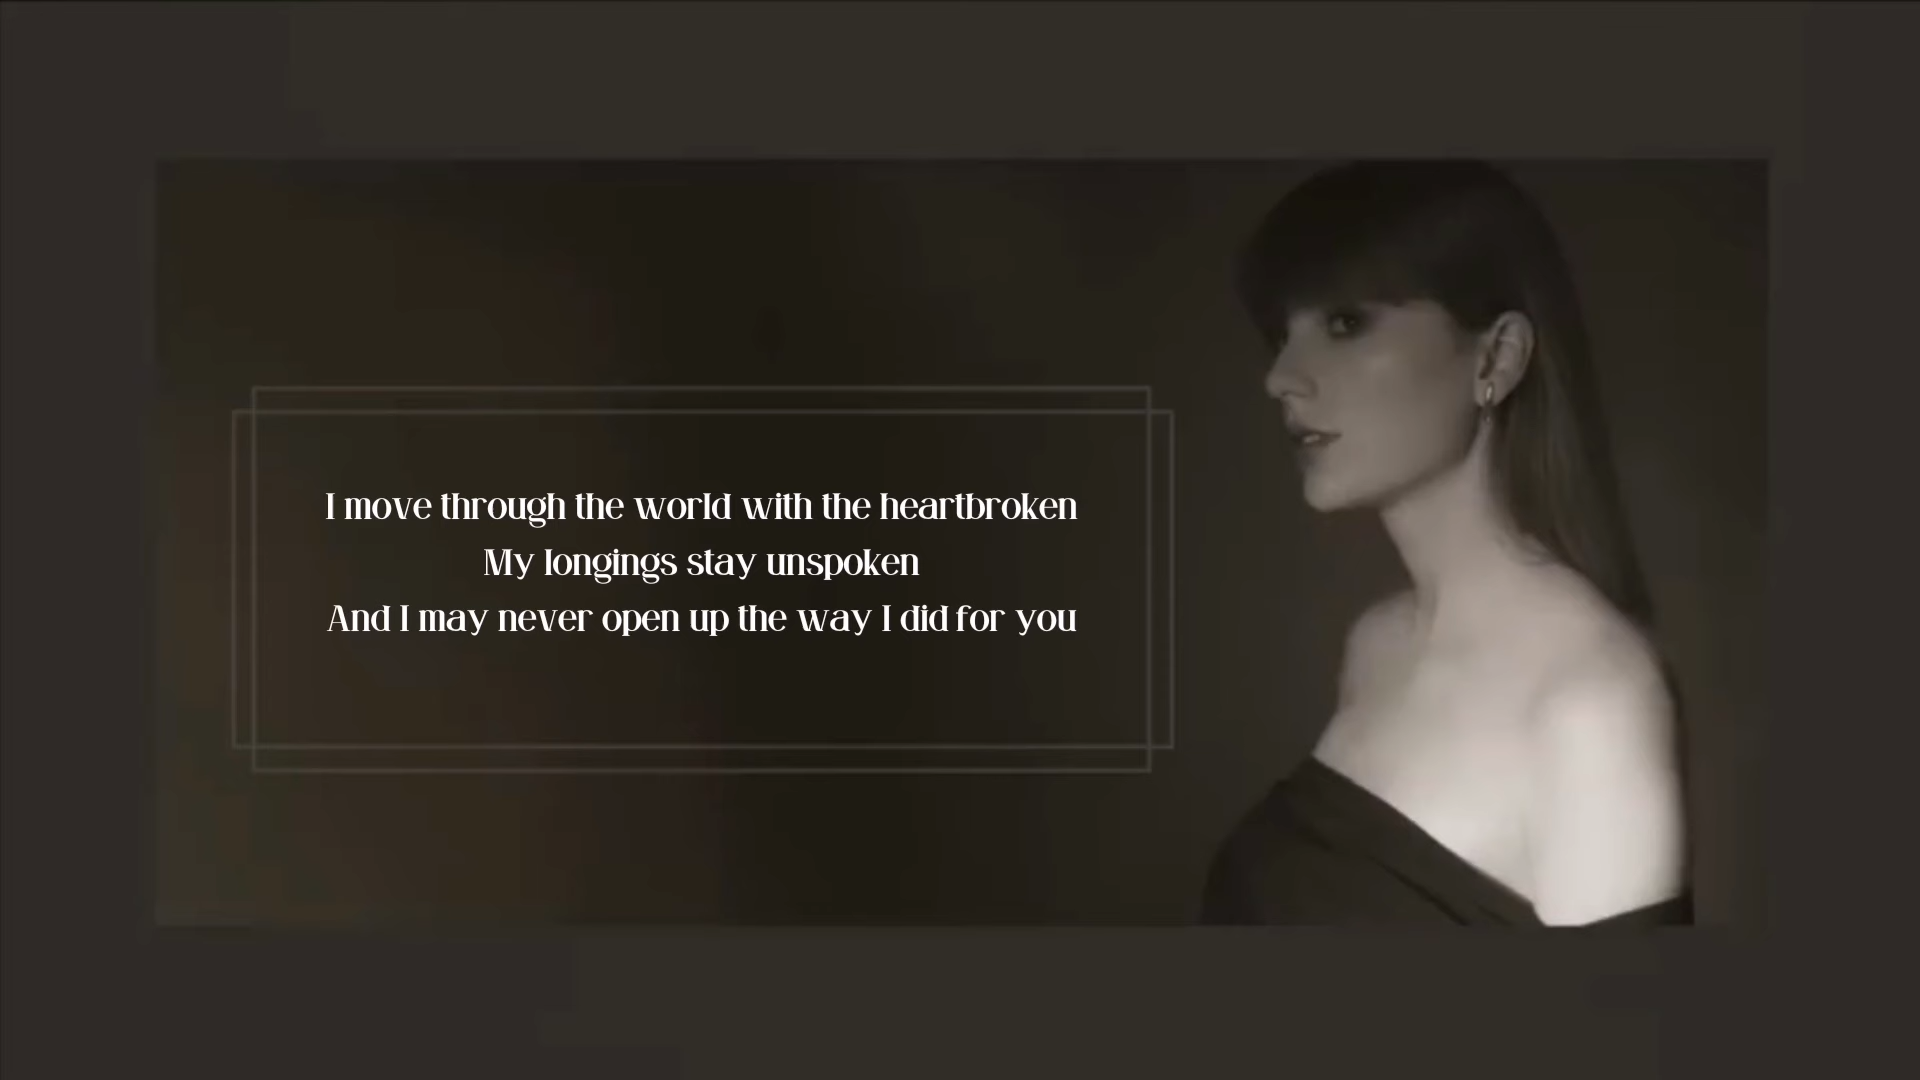 I move through the world with the heartbroken
My longings stay unspoken
And I may never open up the way I did for you